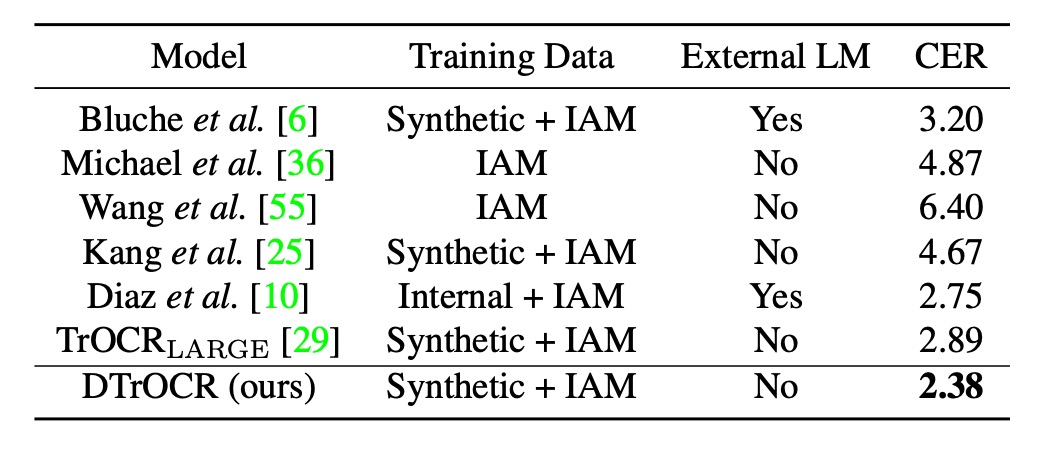 Model Training Data External LM CER
Bluche et al. [6] Synthetic + IAM Yes 3.20
Michael et al. [36] IAM No 4.87
Wang et al. [55] IAM No 6.40
Kang et al. [25] Synthetic + IAM No 4.67
Diaz et al. [10] Internal + IAM Yes 2.75
TrOCRLARGE [29] Synthetic + IAM No 2.89
DTrOCR (ours) Synthetic + IAM No 2.38